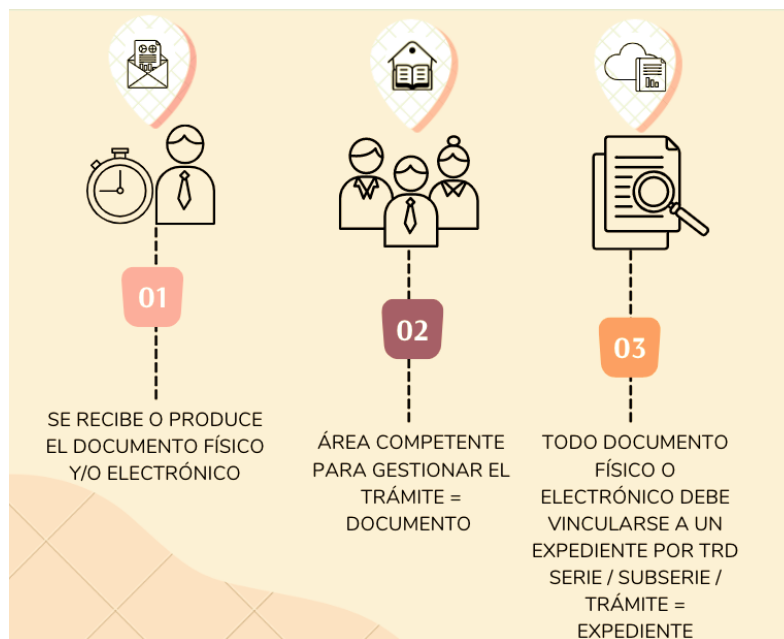 01
SE RECIBE O PRODUCE
EL DOCUMENTO FÍSICO
Y/O ELECTRÓNICO
02
ÁREA COMPETENTE
PARA GESTIONAR EL
TRÁMITE =
DOCUMENTO
03
TODO DOCUMENTO
FÍSICO O
ELECTRÓNICO DEBE
VINCULARSE A UN
EXPEDIENTE POR TRD
SERIE / SUBSERIE /
TRÁMITE =
EXPEDIENTE